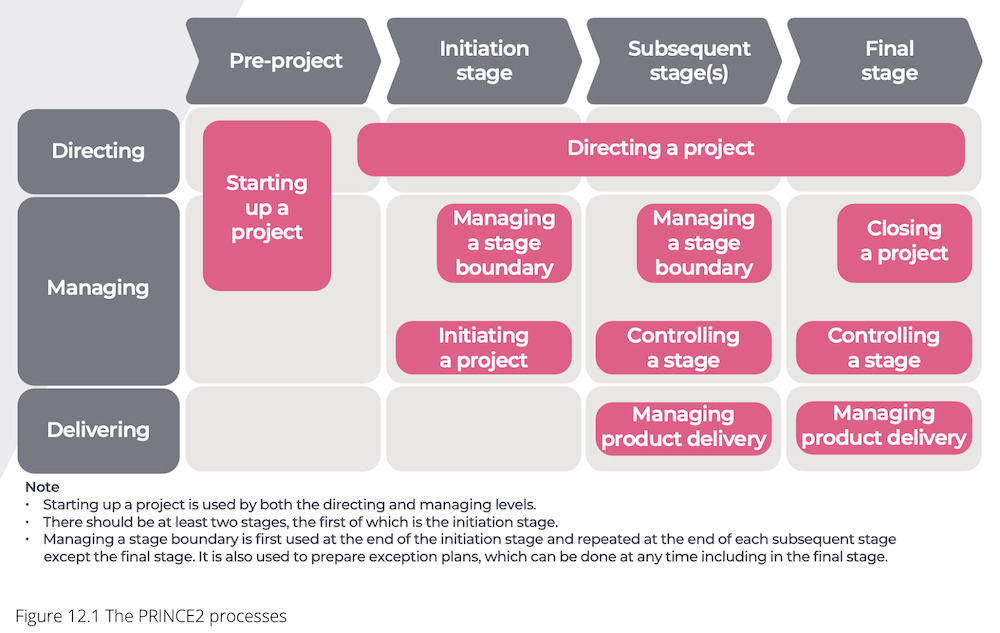 Pre-project
Initiation
stage
Subsequent
stage(s)
Final
stage
Directing
Starting
up a
project
Directing a project
Managing
Managing
a stage
boundary
Managing
a stage
boundary
Closing
a project
Initiating
a project
Controlling
a stage
Controlling
a stage
Delivering
Managing
product delivery
Managing
product delivery
Note
• Starting up a project is used by both the directing and managing levels.
• There should be at least two stages, the first of which is the initiation stage.
• Managing a stage boundary is first used at the end of the initiation stage and repeated at the end of each subsequent stage
except the final stage. It is also used to prepare exception plans, which can be done at any time including in the final stage.
Figure 12.1 The PRINCE2 processes